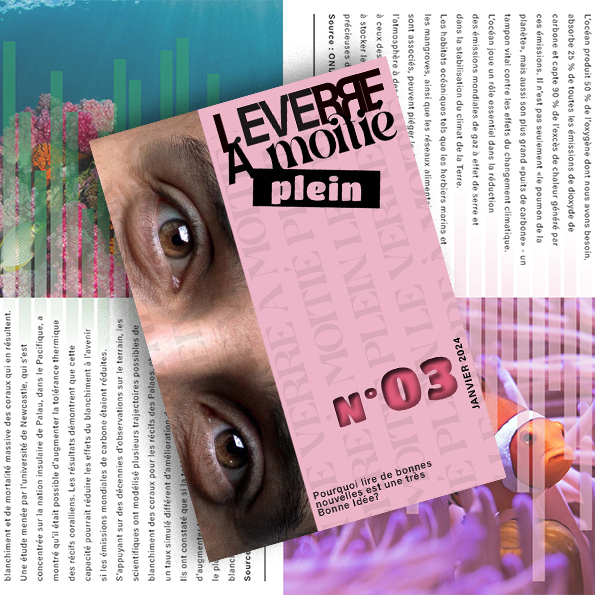 LEVERRE
A moitie
plein
N°03
JANVIER 2024
Pourquoi lire de bonnes
nouvelles est une très
Bonne Idée?
L'océan produit 50 % de l'oxygène dont nous avons besoin,
absorbe 25 % de toutes les émissions de dioxyde de
carbone et capte 90 % de l'excès de chaleur généré par
ces émissions. Il n'est pas seulement «le poumon de la
planète», mais aussi son plus grand «puits de carbone» - un
tampon vital contre les effets du changement climatique.
L'océan joue un rôle essentiel dans la réduction
des émissions mondiales de gaz à effet de serre et
dans la stabilisation du climat de la Terre.
Les habitats océaniques tels que les herbiers marins et
les mangroves, ainsi que les réseaux
sont associés, peuvent piéger
l'atmosphère à
à ceux des
à stocker
précieuses
Source : ONU
blanchiment et de mortalité massive des coraux qui en résultent.
Une étude menée par l'université de Newcastle, qui s'est
concentrée sur la nation insulaire de Palau, dans le Pacifique, a
montré qu'il était possible d'augmenter la tolérance thermique
des récifs coralliens. Les résultats démontrent que cette
capacité pourrait réduire les effets du blanchiment à l'avenir
si les émissions mondiales de carbone étaient réduites.
S'appuyant sur des décennies d'observations sur le terrain, les
scientifiques ont modélisé plusieurs trajectoires possibles de
blanchiment des coraux pour les récifs des Palaos,
un taux simulé différent d'amélioration
Ils ont constaté que si la
d'augmenter
le
Source